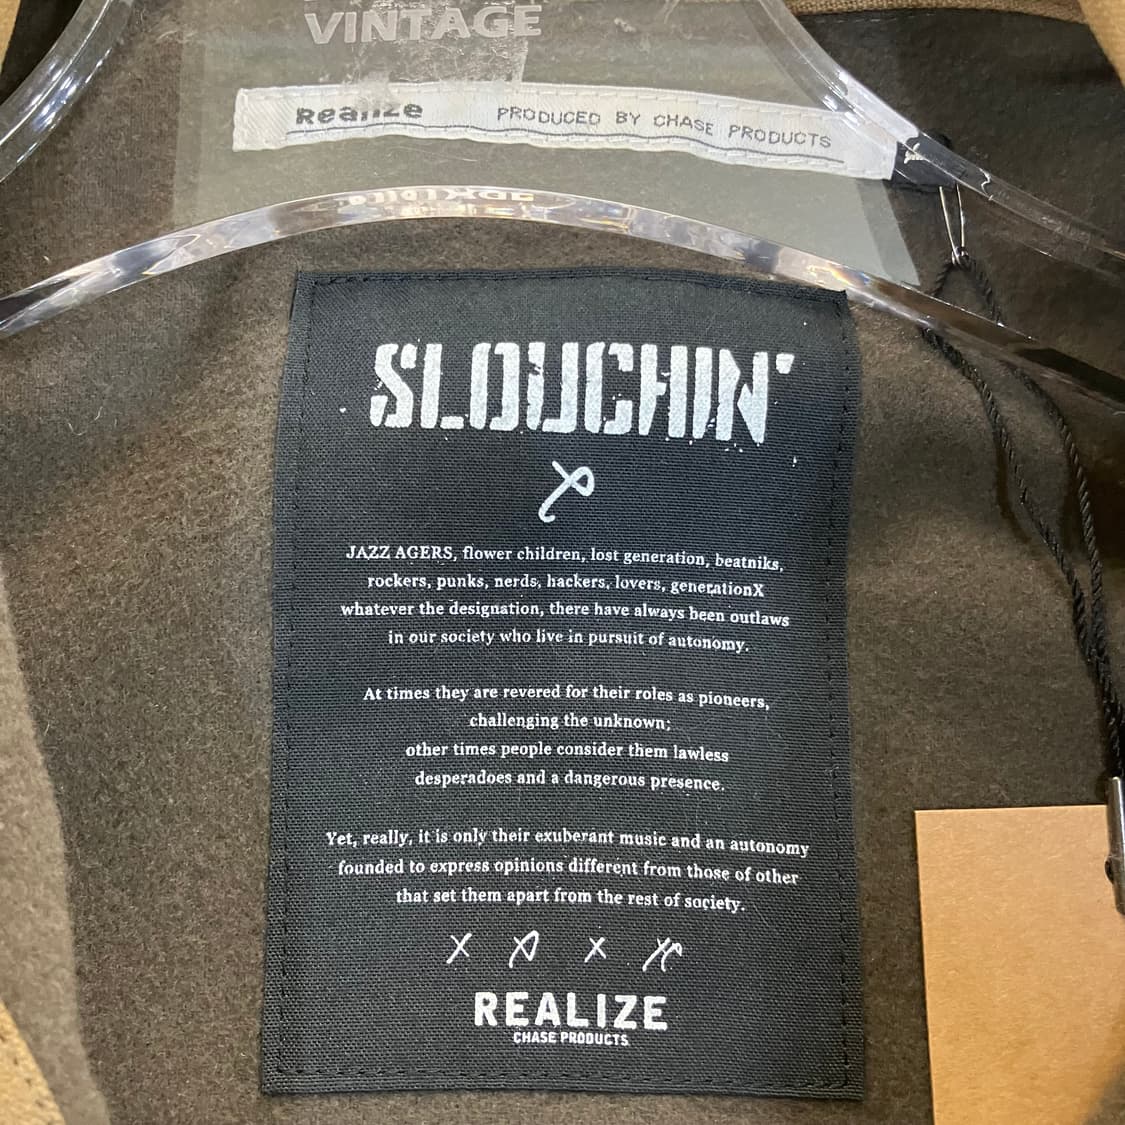 VINTAGE
Realize PRODUCED BY CHASE PRODUCTS
SLOUCHIN'
JAZZ AGERS, flower children, lost generation, beatniks,
rockers, punks, nerds, hackers, lovers, generationX
whatever the designation, there have always been outlaws
in our society who live in pursuit of autonomy.
At times they are revered for their roles as pioneers,
challenging the unknown;
other times people consider them lawless
desperadoes and a dangerous presence.
Yet, really, it is only their exuberant music and an autonomy
founded to express opinions different from those of other
that set them apart from the rest of society.
REALIZE
CHASE PRODUCTS